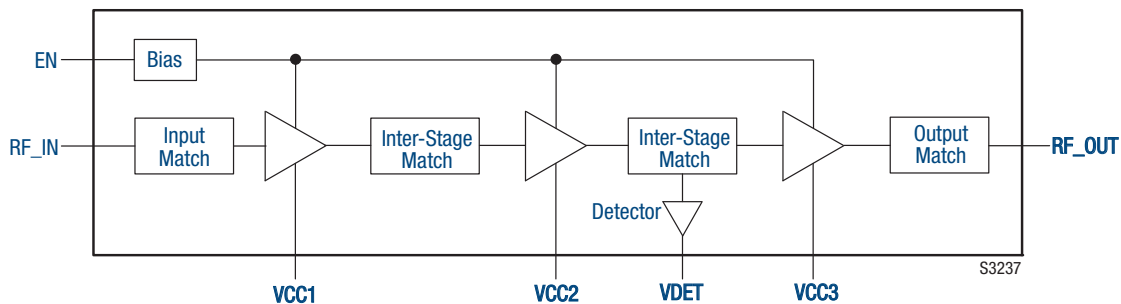 EN
Bias
RF_IN
Input
Match
Inter-Stage
Match
Inter-Stage
Match
Output
Match
RF_OUT
Detector
S3237
VCC1
VCC2
VDET
VCC3